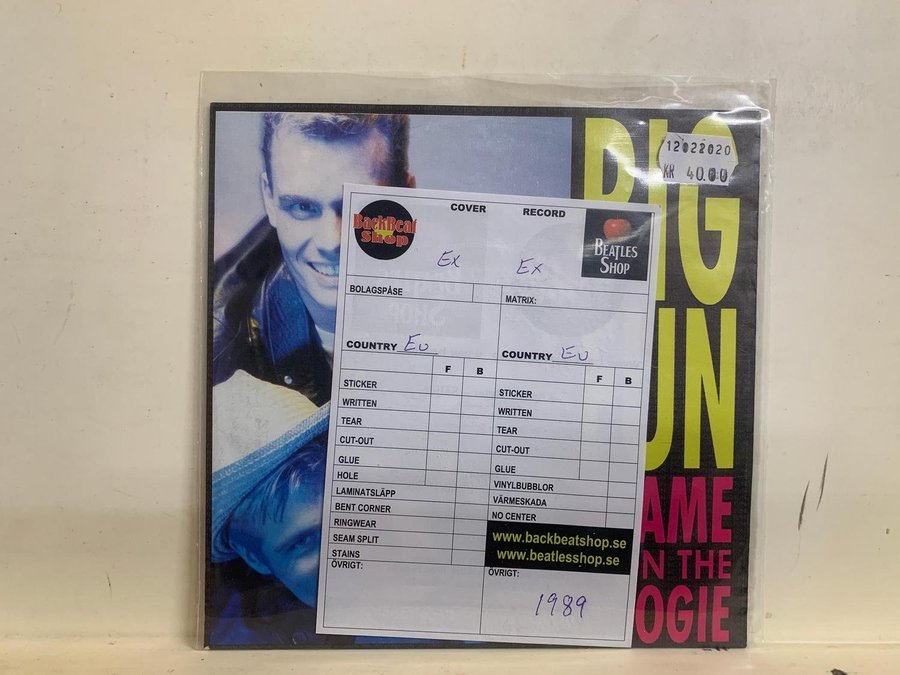 BIG
UN
AME
N THE
OGIE
12022020
KR 40.00
BackBeat
Shop
COVER RECORD
BEATLES
SHOP
Ex Ex
BOLAGSPÅSE MATRIX:
COUNTRY EU COUNTRY EU
F B F B
STICKER STICKER
WRITTEN WRITTEN
TEAR TEAR
CUT-OUT CUT-OUT
GLUE GLUE
HOLE VINYLBUBBLOR
LAMINATSLÄPP VÄRMESKADA
BENT CORNER NO CENTER
RINGWEAR
SEAM SPLIT
STAINS
www.backbeatshop.se
www.beatlesshop.se
ÖVRIGT: ÖVRIGT:
1989